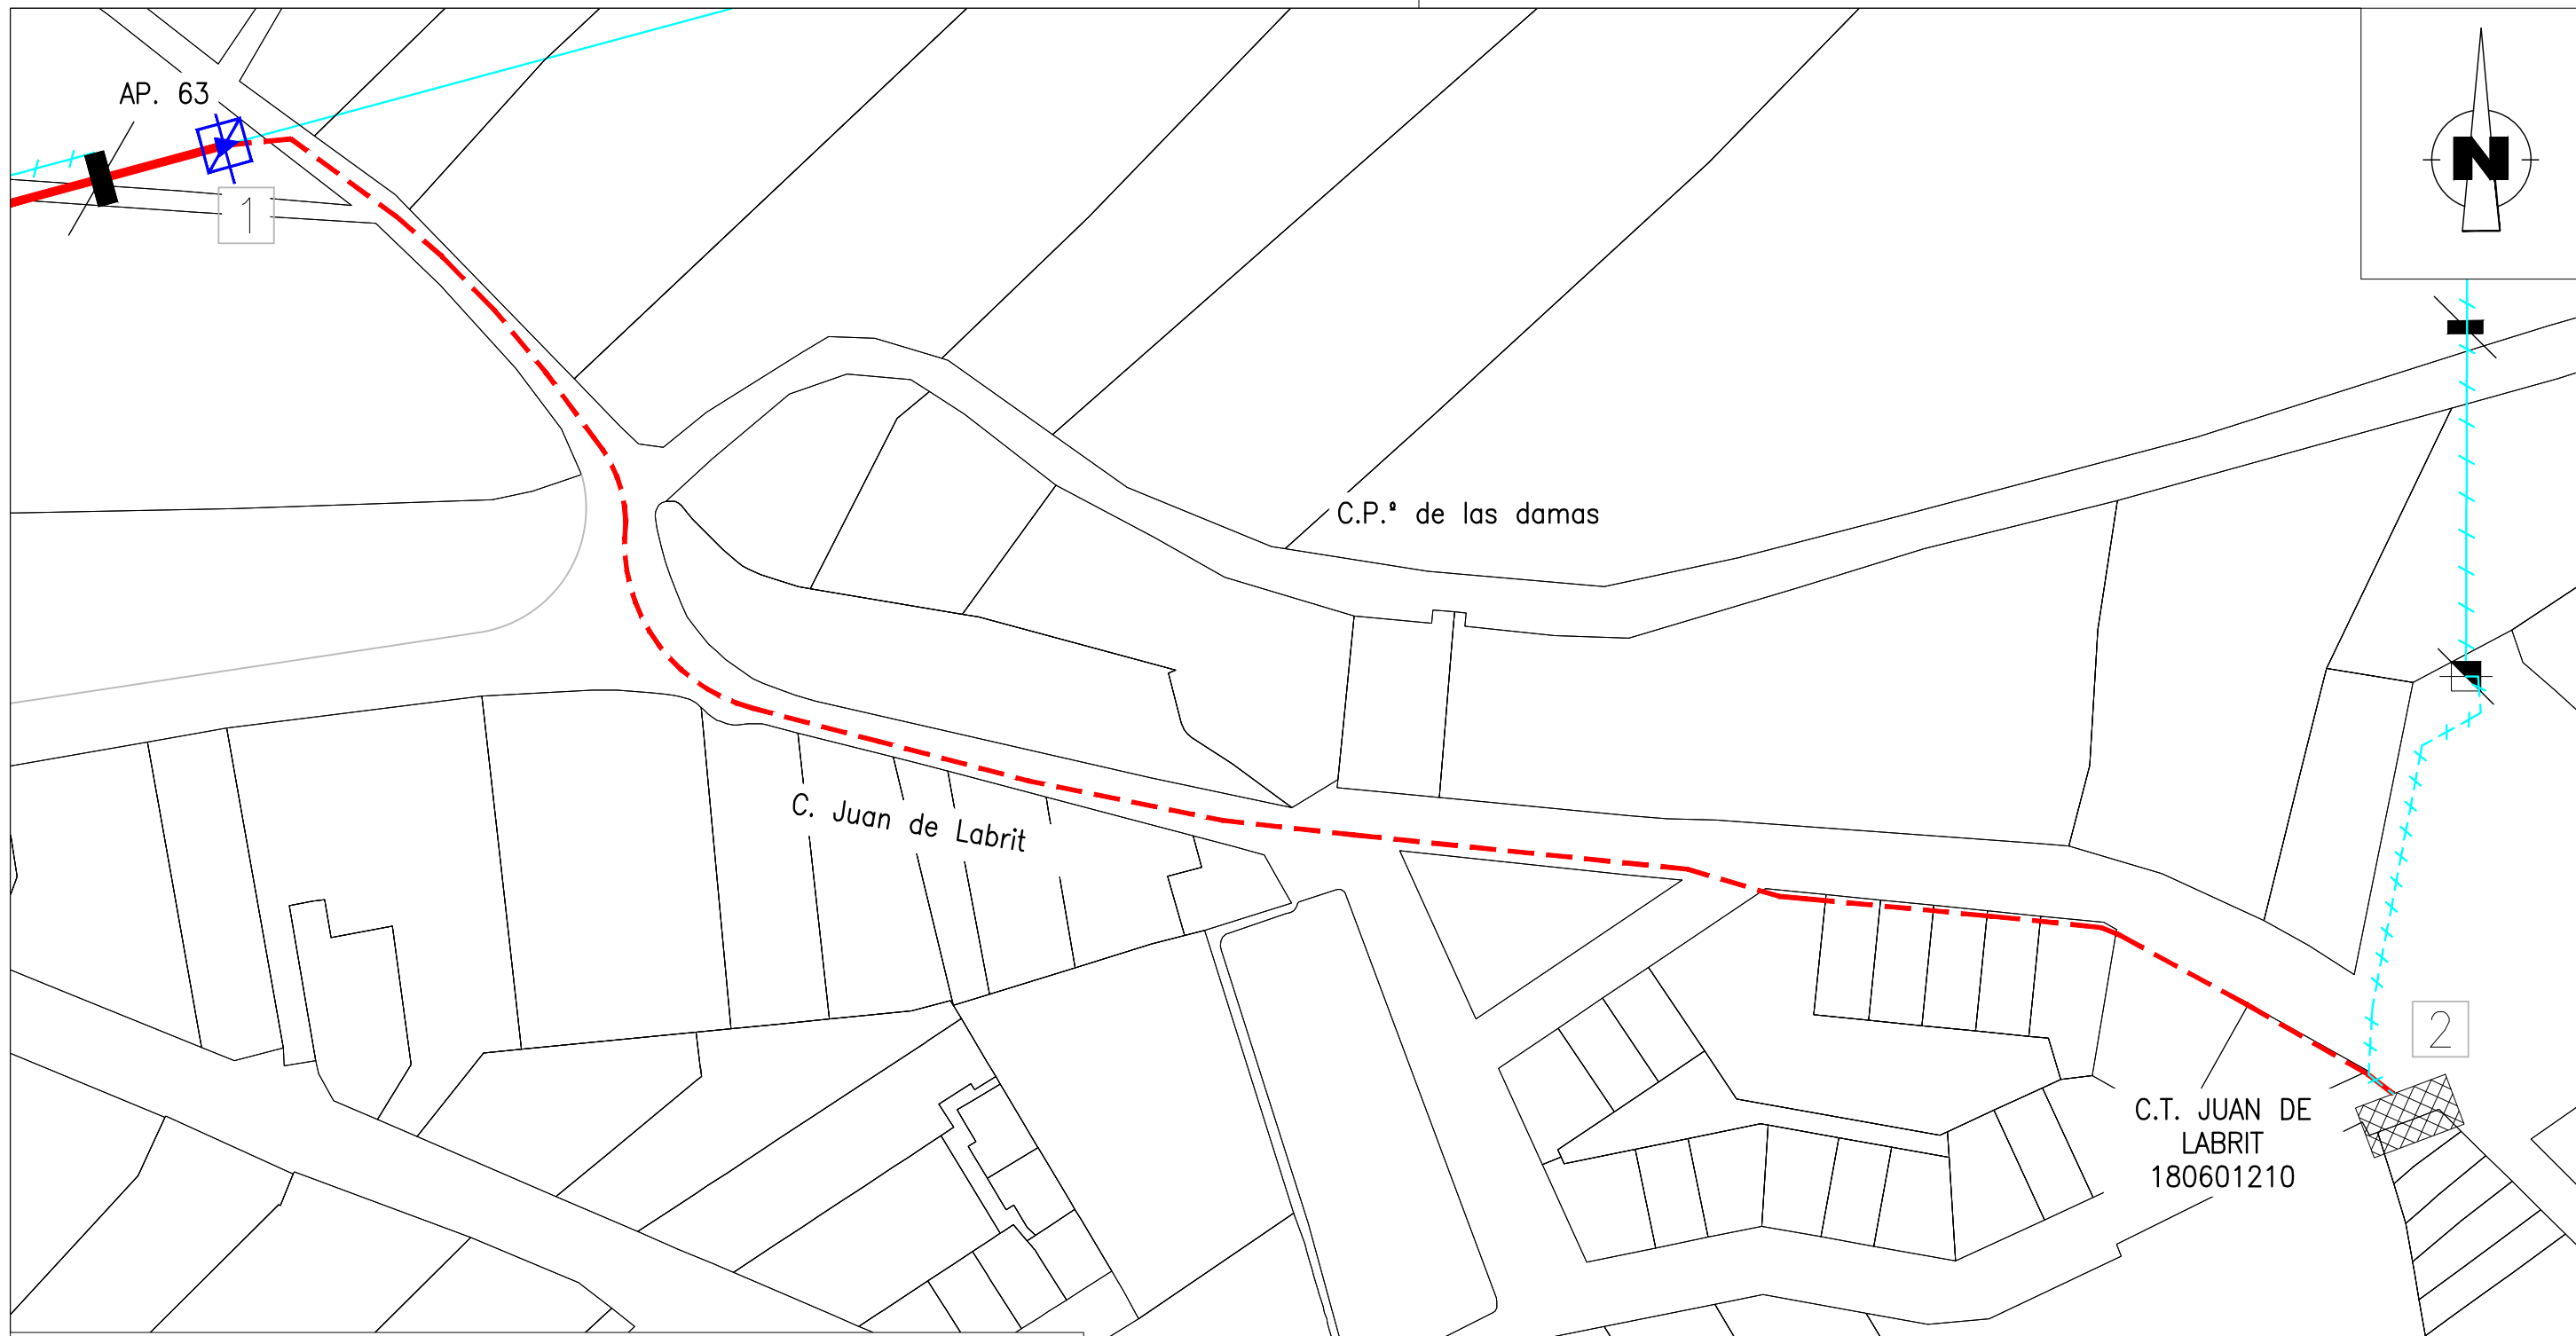 AP. 63
1
N
C.P.ª de las damas
C. Juan de Labrit
2
C.T. JUAN DE
LABRIT
180601210